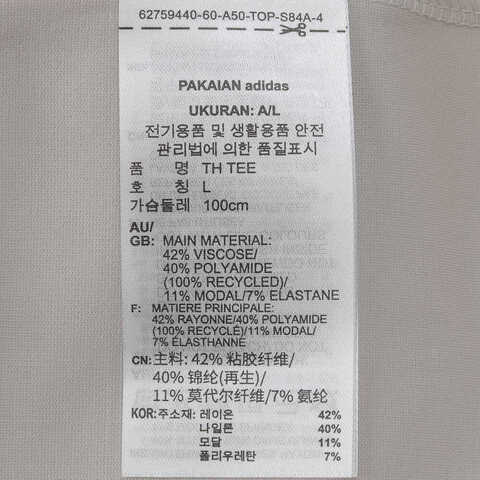 62759440-60-A50-TOP-S84A-4
PAKAIAN adidas
UKURAN: A/L
전기용품 및 생활용품 안전
관리법에 의한 품질표시
품 명 TH TEE
호 칭 L
가슴둘레 100cm
AU/
GB: MAIN MATERIAL:
42% VISCOSE/
40% POLYAMIDE
(100% RECYCLED)/
11% MODAL/7% ELASTANE
F: MATIERE PRINCIPALE:
42% RAYONNE/40% POLYAMIDE
(100% RECYCLÉ)/11% MODAL/
7% ÉLASTHANNE
CN: 主料: 42% 粘胶纤维/
40% 锦纶(再生)/
11% 莫代尔纤维/7% 氨纶
KOR: 주소재: 레이온 42%
나일론 40%
모달 11%
폴리우레탄 7%